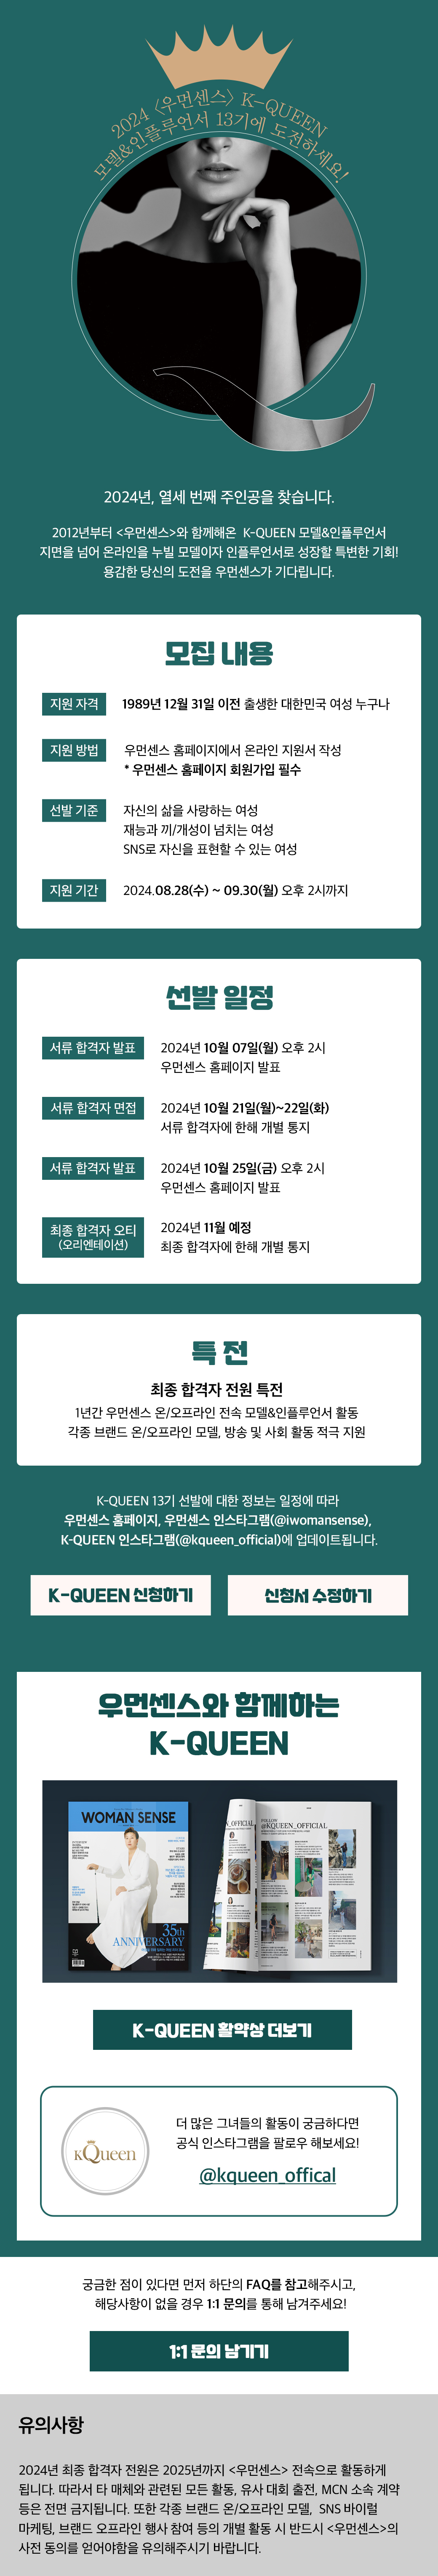 2024 <우먼센스> K-QUEEN
모델&인플루언서 13기에 도전하세요!
2024년, 열세 번째 주인공을 찾습니다.
2012년부터 <우먼센스>와 함께해온 K-QUEEN 모델&인플루언서
지면을 넘어 온라인을 누빌 모델이자 인플루언서로 성장할 특별한 기회!
용감한 당신의 도전을 우먼센스가 기다립니다.
모집 내용
지원 자격 1989년 12월 31일 이전 출생한 대한민국 여성 누구나
지원 방법 우먼센스 홈페이지에서 온라인 지원서 작성
* 우먼센스 홈페이지 회원가입 필수
선발 기준 자신의 삶을 사랑하는 여성
재능과 끼/개성이 넘치는 여성
SNS로 자신을 표현할 수 있는 여성
지원 기간 2024.08.28(수) ~ 09.30(월) 오후 2시까지
선발 일정
서류 합격자 발표 2024년 10월 07일(월) 오후 2시
우먼센스 홈페이지 발표
서류 합격자 면접 2024년 10월 21일(월)~22일(화)
서류 합격자에 한해 개별 통지
서류 합격자 발표 2024년 10월 25일(금) 오후 2시
우먼센스 홈페이지 발표
최종 합격자 오티 2024년 11월 예정
(오리엔테이션) 최종 합격자에 한해 개별 통지
특 전
최종 합격자 전원 특전
1년간 우먼센스 온/오프라인 전속 모델&인플루언서 활동
각종 브랜드 온/오프라인 모델, 방송 및 사회 활동 적극 지원
K-QUEEN 13기 선발에 대한 정보는 일정에 따라
우먼센스 홈페이지, 우먼센스 인스타그램(@iwomansense),
K-QUEEN 인스타그램(@kqueen_official)에 업데이트됩니다.
K-QUEEN 신청하기 신청서 수정하기
우먼센스와 함께하는
K-QUEEN
WOMAN SENSE
35th
ANNIVERSARY
FOLLOW
@KQUEEN_OFFICIAL
K-QUEEN 활약상 더보기
KQueen
더 많은 그녀들의 활동이 궁금하다면
공식 인스타그램을 팔로우 해보세요!
@kqueen_offical
궁금한 점이 있다면 먼저 하단의 FAQ를 참고해주시고,
해당사항이 없을 경우 1:1 문의를 통해 남겨주세요!
1:1 문의 남기기
유의사항
2024년 최종 합격자 전원은 2025년까지 <우먼센스> 전속으로 활동하게
됩니다. 따라서 타 매체와 관련된 모든 활동, 유사 대회 출전, MCN 소속 계약
등은 전면 금지됩니다. 또한 각종 브랜드 온/오프라인 모델, SNS 바이럴
마케팅, 브랜드 오프라인 행사 참여 등의 개별 활동 시 반드시 <우먼센스>의
사전 동의를 얻어야함을 유의해주시기 바랍니다.